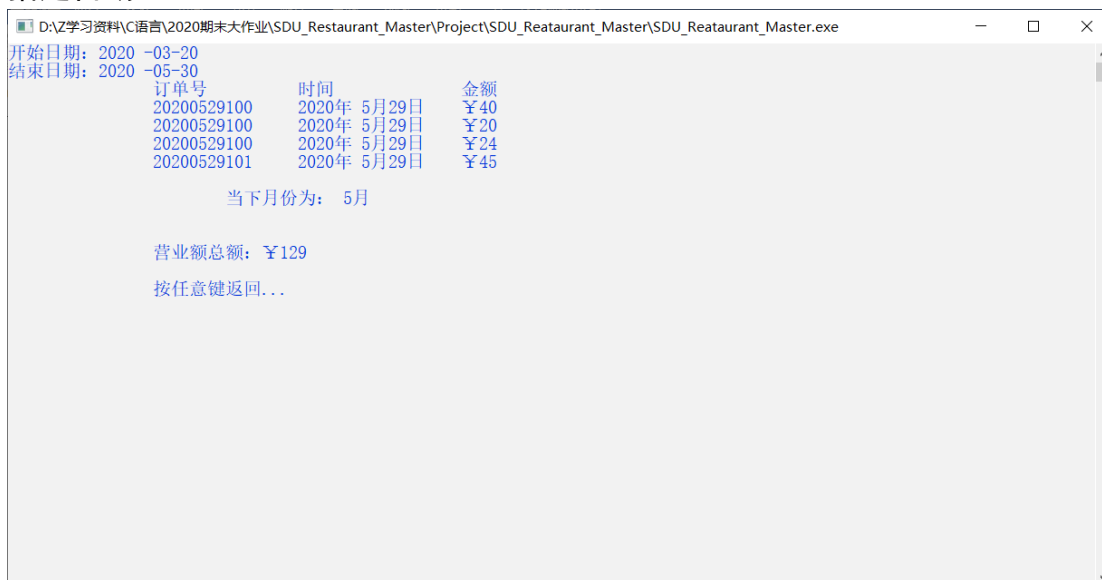 D:\Z学习资料\C语言\2020期末大作业\SDU_Restaurant_Master\Project\SDU_Reataurant_Master\SDU_Reataurant_Master.exe
开始日期：2020 -03-20
结束日期：2020 -05-30
订单号 时间 金额
20200529100 2020年 5月29日 ￥40
20200529100 2020年 5月29日 ￥20
20200529100 2020年 5月29日 ￥24
20200529101 2020年 5月29日 ￥45
当下月份为： 5月
营业额总额：￥129
按任意键返回...